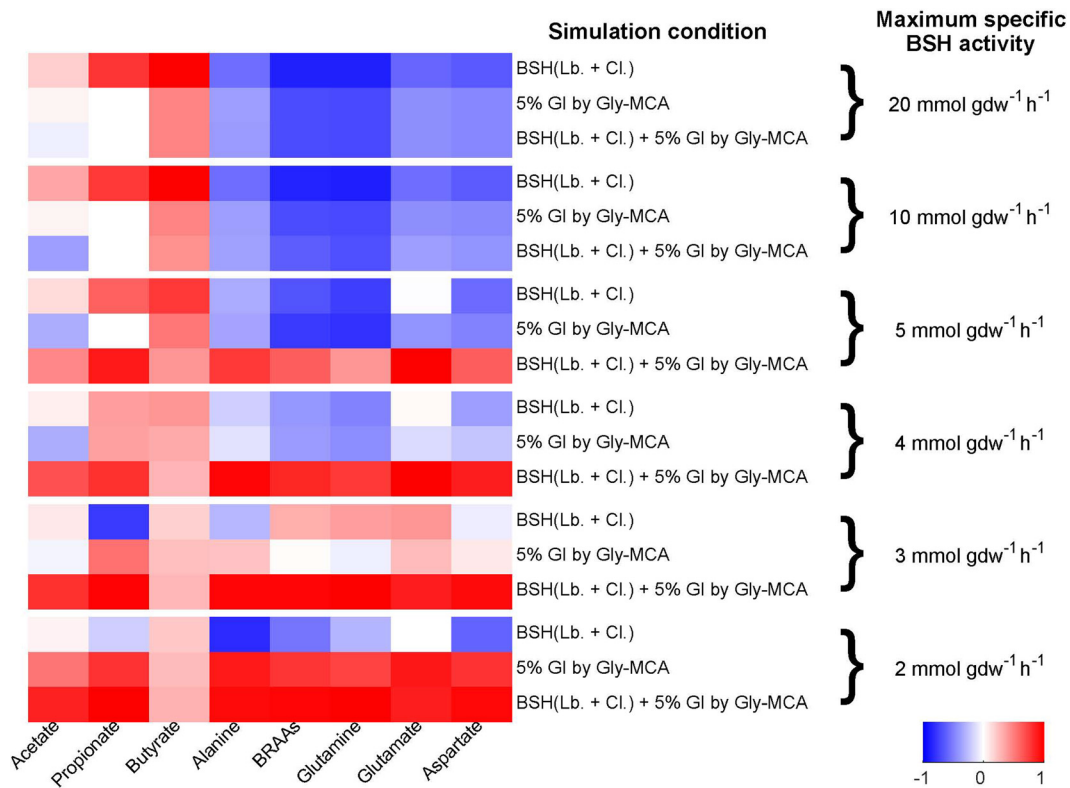 Simulation condition
Maximum specific
BSH activity
BSH(Lb. + Cl.)
5% GI by Gly-MCA
BSH(Lb. + Cl.) + 5% GI by Gly-MCA
20 mmol gdw⁻¹ h⁻¹
BSH(Lb. + Cl.)
5% GI by Gly-MCA
BSH(Lb. + Cl.) + 5% GI by Gly-MCA
10 mmol gdw⁻¹ h⁻¹
BSH(Lb. + Cl.)
5% GI by Gly-MCA
BSH(Lb. + Cl.) + 5% GI by Gly-MCA
5 mmol gdw⁻¹ h⁻¹
BSH(Lb. + Cl.)
5% GI by Gly-MCA
BSH(Lb. + Cl.) + 5% GI by Gly-MCA
4 mmol gdw⁻¹ h⁻¹
BSH(Lb. + Cl.)
5% GI by Gly-MCA
BSH(Lb. + Cl.) + 5% GI by Gly-MCA
3 mmol gdw⁻¹ h⁻¹
BSH(Lb. + Cl.)
5% GI by Gly-MCA
BSH(Lb. + Cl.) + 5% GI by Gly-MCA
2 mmol gdw⁻¹ h⁻¹
Acetate
Propionate
Butyrate
Alanine
BRAAs
Glutamine
Glutamate
Aspartate
-1 0 1